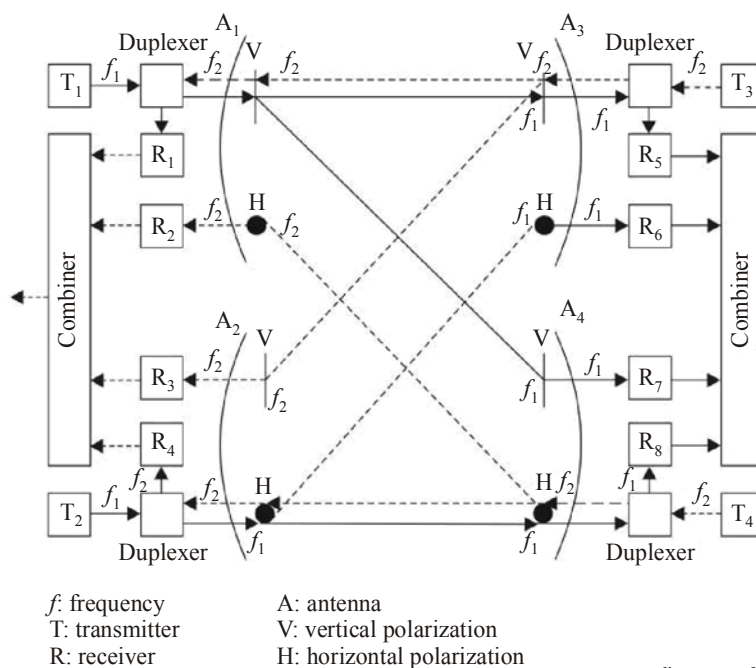 A1 A3
Duplexer V V Duplexer
f2 f2 f2 f2
T1 f1 f1 f1 T3
R1 R5
H H
R2 f2 f2 f1 f1 R6
Combiner Combiner
A2 V V A4
R3 f2 f2 f1 f1 R7
R4 R8
f2 f2 H H f2 f1 f2
T2 f1 f1 f1 T4
Duplexer Duplexer
f: frequency A: antenna
T: transmitter V: vertical polarization
R: receiver H: horizontal polarization